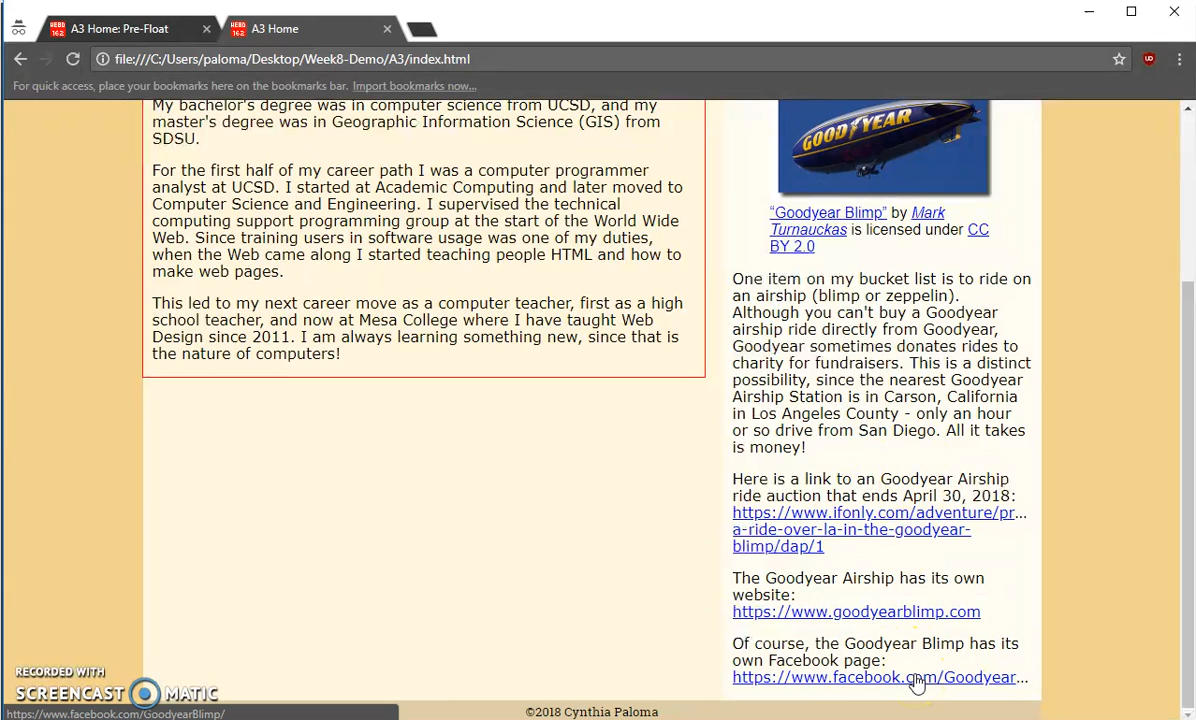 A3 Home: Pre-Float
A3 Home
file:///C:/Users/paloma/Desktop/Week8-Demo/A3/index.html
For quick access, place your bookmarks here on the bookmarks bar. Import bookmarks now...
My bachelor's degree was in computer science from UCSD, and my
master's degree was in Geographic Information Science (GIS) from
SDSU.
For the first half of my career path I was a computer programmer
analyst at UCSD. I started at Academic Computing and later moved to
Computer Science and Engineering. I supervised the technical
computing support programming group at the start of the World Wide
Web. Since training users in software usage was one of my duties,
when the Web came along I started teaching people HTML and how to
make web pages.
This led to my next career move as a computer teacher, first as a high
school teacher, and now at Mesa College where I have taught Web
Design since 2011. I am always learning something new, since that is
the nature of computers!
GOODYEAR
“Goodyear Blimp” by Mark
Turnauckas is licensed under CC
BY 2.0
One item on my bucket list is to ride on
an airship (blimp or zeppelin).
Although you can't buy a Goodyear
airship ride directly from Goodyear,
Goodyear sometimes donates rides to
charity for fundraisers. This is a distinct
possibility, since the nearest Goodyear
Airship Station is in Carson, California
in Los Angeles County - only an hour
or so drive from San Diego. All it takes
is money!
Here is a link to an Goodyear Airship
ride auction that ends April 30, 2018:
https://www.ifonly.com/adventure/pr...
a-ride-over-la-in-the-goodyear-
blimp/dap/1
The Goodyear Airship has its own
website:
https://www.goodyearblimp.com
Of course, the Goodyear Blimp has its
own Facebook page:
https://www.facebook.com/Goodyear...
RECORDED WITH
SCREENCAST MATIC
https://www.facebook.com/GoodyearBlimp/
©2018 Cynthia Paloma